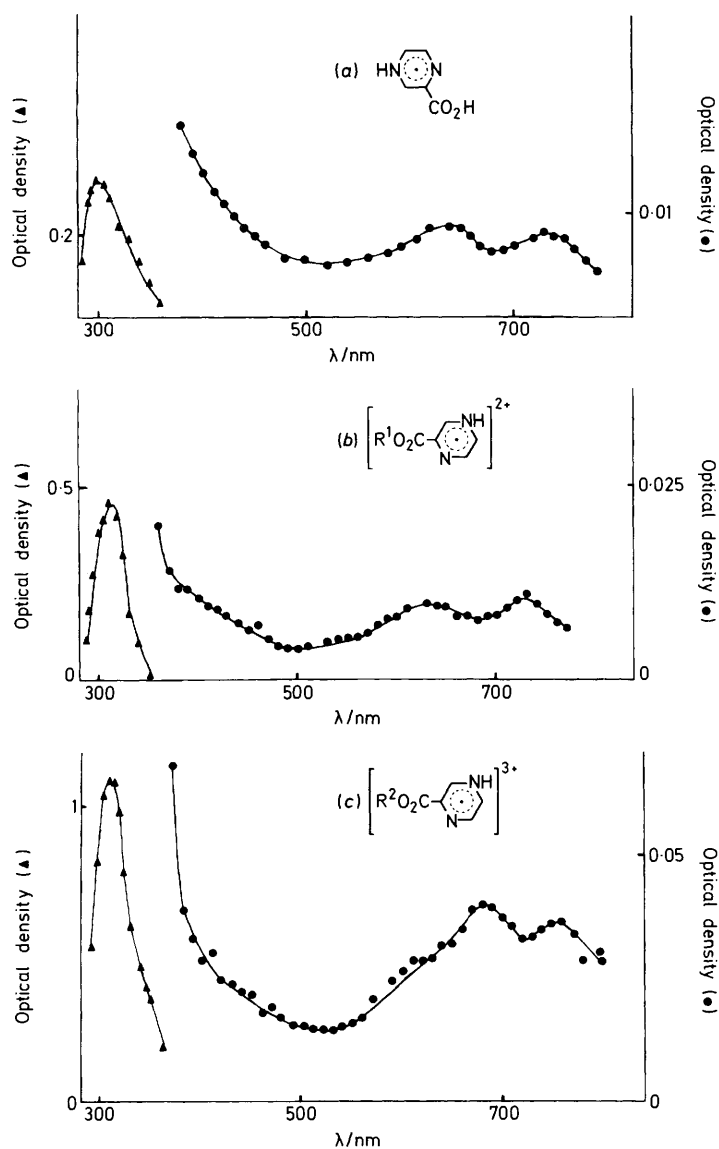 Optical density (▲)
0·2
(a)
HN N
CO₂H
0·01
Optical density (●)
300 500 700
λ/nm
Optical density (▲)
0·5
0
(b) [R¹O₂C NH N]²⁺
0·025
0
Optical density (●)
300 500 700
λ/nm
Optical density (▲)
1
0
(c) [R²O₂C NH N]³⁺
0·05
0
Optical density (●)
300 500 700
λ/nm